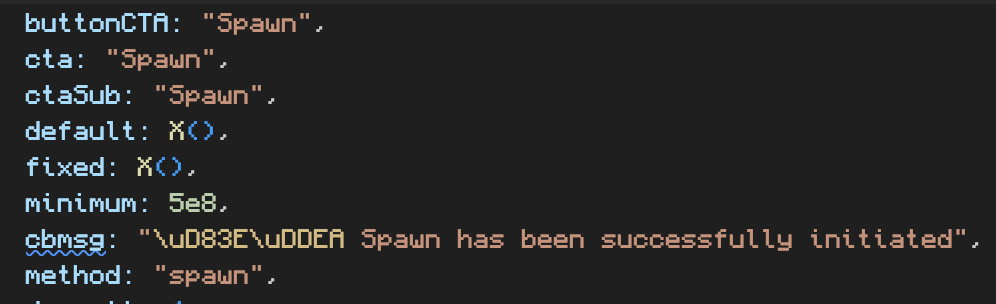 buttonCTA: "Spawn",
cta: "Spawn",
ctaSub: "Spawn",
default: X(),
fixed: X(),
minimum: 5e8,
cbmsg: "\uD83E\uDDEA Spawn has been successfully initiated",
method: "spawn",